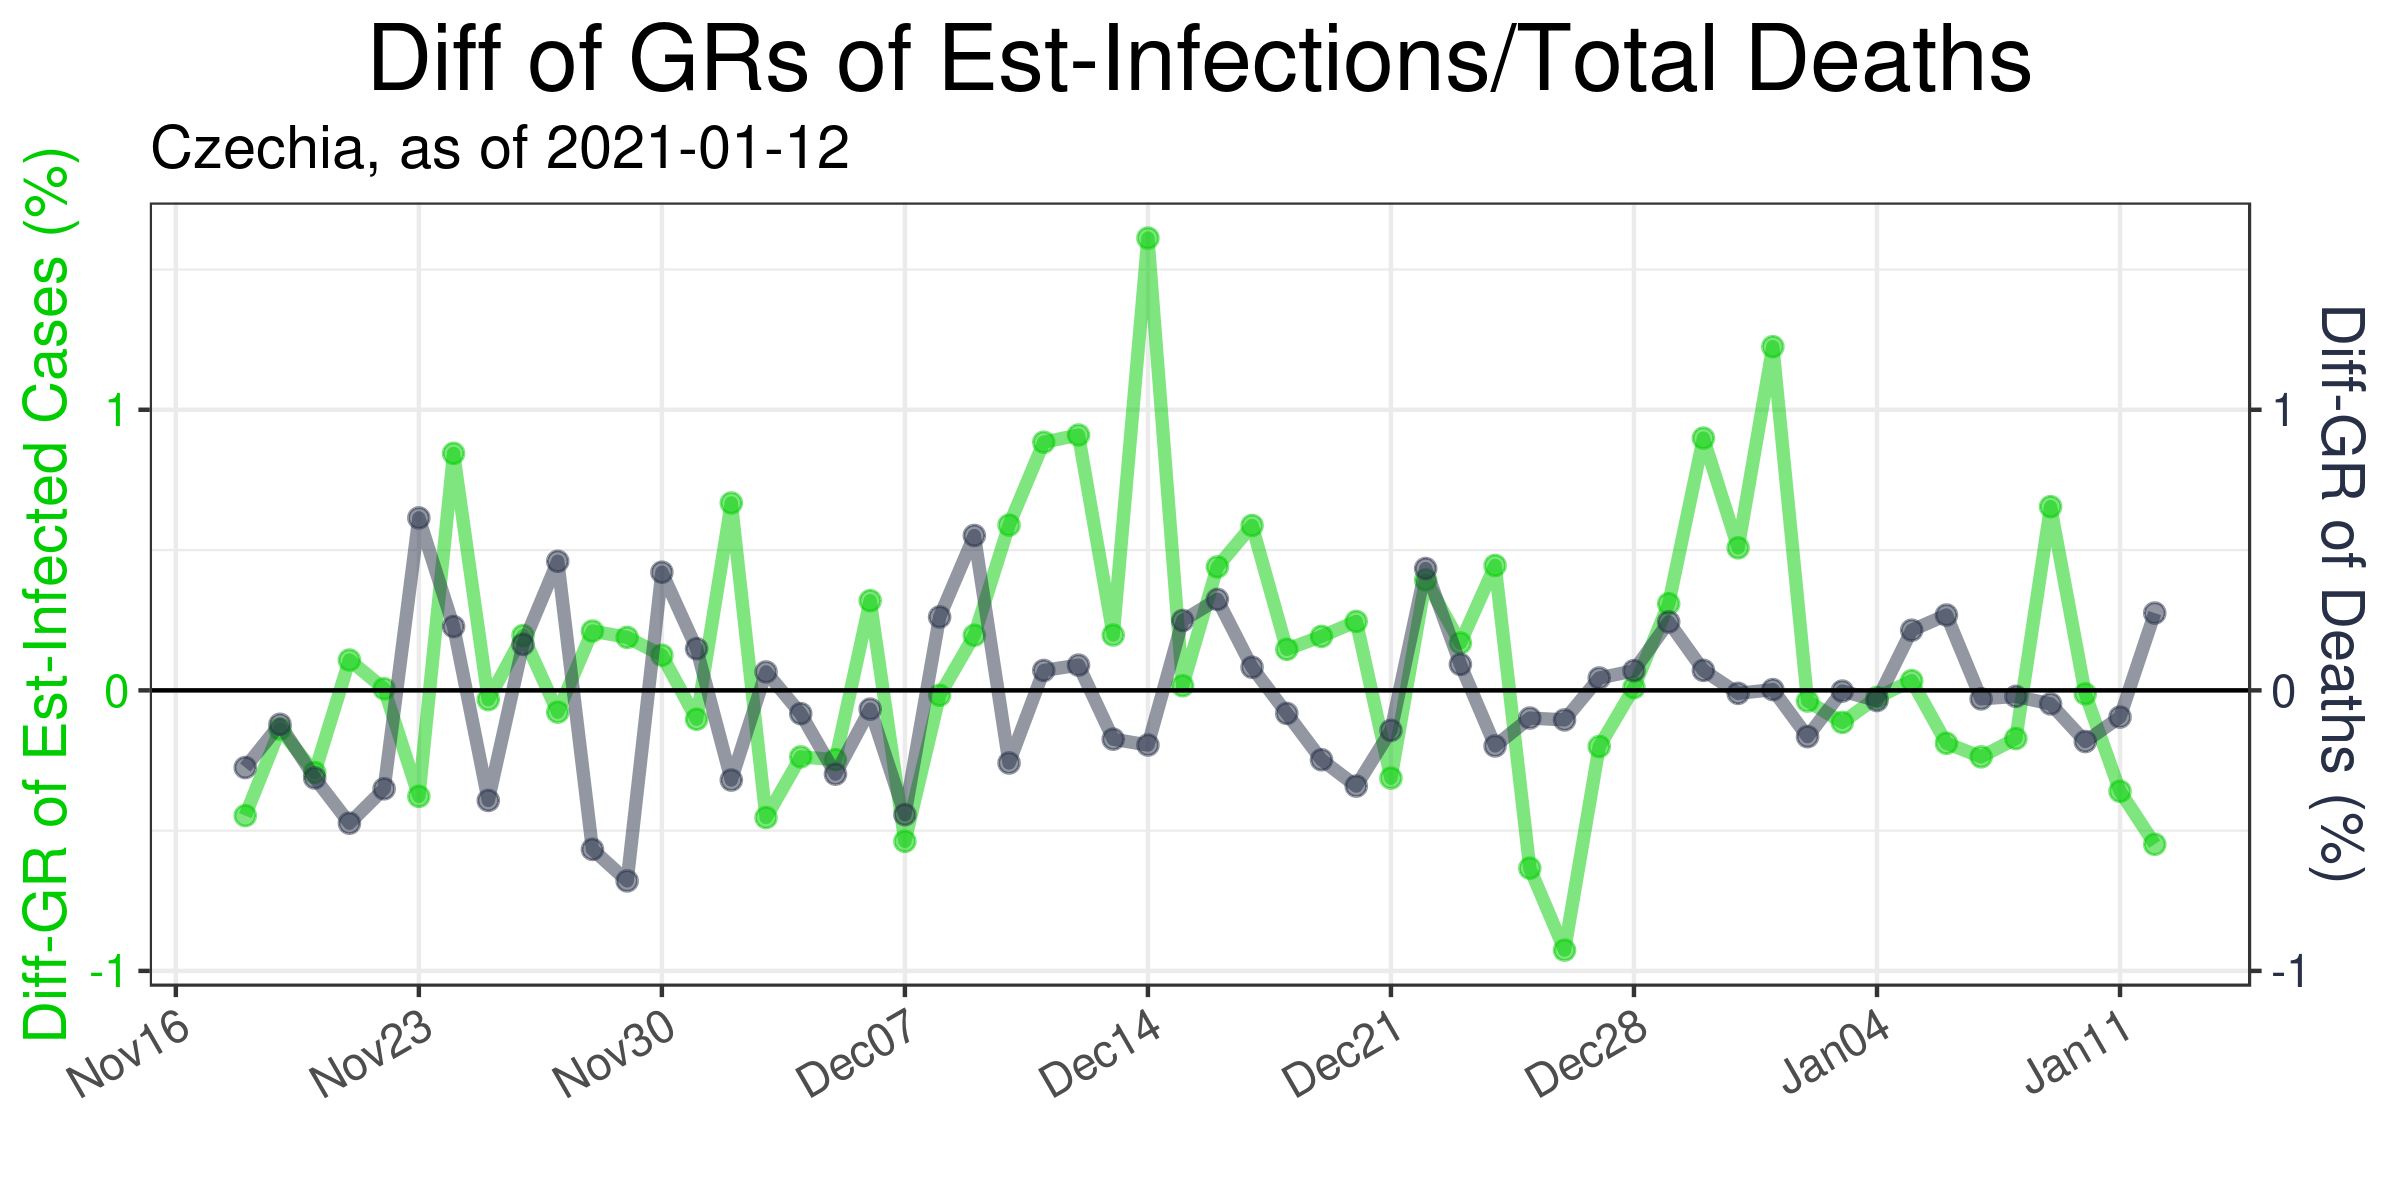 Diff of GRs of Est-Infections/Total Deaths
Czechia, as of 2021-01-12
Diff-GR of Est-Infected Cases (%)
1
0
-1
1
0
-1
Diff-GR of Deaths (%)
Nov16
Nov23
Nov30
Dec07
Dec14
Dec21
Dec28
Jan04
Jan11